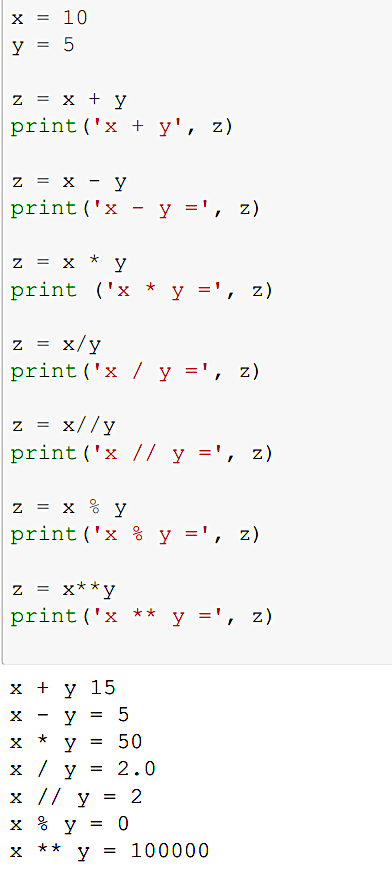 x = 10
y = 5
z = x + y
print('x + y', z)
z = x - y
print('x - y =', z)
z = x * y
print ('x * y =', z)
z = x/y
print('x / y =', z)
z = x//y
print('x // y =', z)
z = x % y
print('x % y =', z)
z = x**y
print('x ** y =', z)
x + y 15
x - y = 5
x * y = 50
x / y = 2.0
x // y = 2
x % y = 0
x ** y = 100000